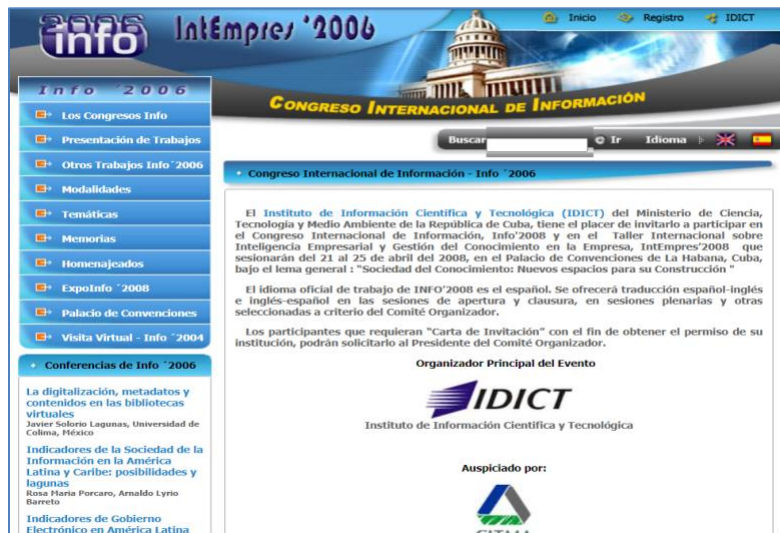 2006
info
IntEmpres '2006
Inicio
Registro
IDICT
CONGRESO INTERNACIONAL DE INFORMACIÓN
Buscar
Ir
Idioma
Info ´2006
Los Congresos Info
Presentación de Trabajos
Otros Trabajos Info´2006
Modalidades
Temáticas
Memorias
Homenajeados
ExpoInfo ´2008
Palacio de Convenciones
Visita Virtual - Info ´2004
Conferencias de Info ´2006
La digitalización, metadatos y
contenidos en las bibliotecas
virtuales
Javier Solorio Lagunas, Universidad de
Colima, México
Indicadores de la Sociedad de la
Información en la América
Latina y Caribe: posibilidades y
lagunas
Rosa Maria Porcaro, Arnaldo Lyrio
Barreto
Indicadores de Gobierno
Electrónico en América Latina
Congreso Internacional de Información - Info ´2006
El Instituto de Información Científica y Tecnológica (IDICT) del Ministerio de Ciencia,
Tecnología y Medio Ambiente de la República de Cuba, tiene el placer de invitarlo a participar en
el Congreso Internacional de Información, Info'2008 y en el Taller Internacional sobre
Inteligencia Empresarial y Gestión del Conocimiento en la Empresa, IntEmpres'2008 que
sesionarán del 21 al 25 de abril del 2008, en el Palacio de Convenciones de La Habana, Cuba,
bajo el lema general : "Sociedad del Conocimiento: Nuevos espacios para su Construcción "
El idioma oficial de trabajo de INFO'2008 es el español. Se ofrecerá traducción español-inglés
e inglés-español en las sesiones de apertura y clausura, en sesiones plenarias y otras
seleccionadas a criterio del Comité Organizador.
Los participantes que requieran "Carta de Invitación" con el fin de obtener el permiso de su
institución, podrán solicitarlo al Presidente del Comité Organizador.
Organizador Principal del Evento
IDICT
Instituto de Información Científica y Tecnológica
Auspiciado por:
CITMA